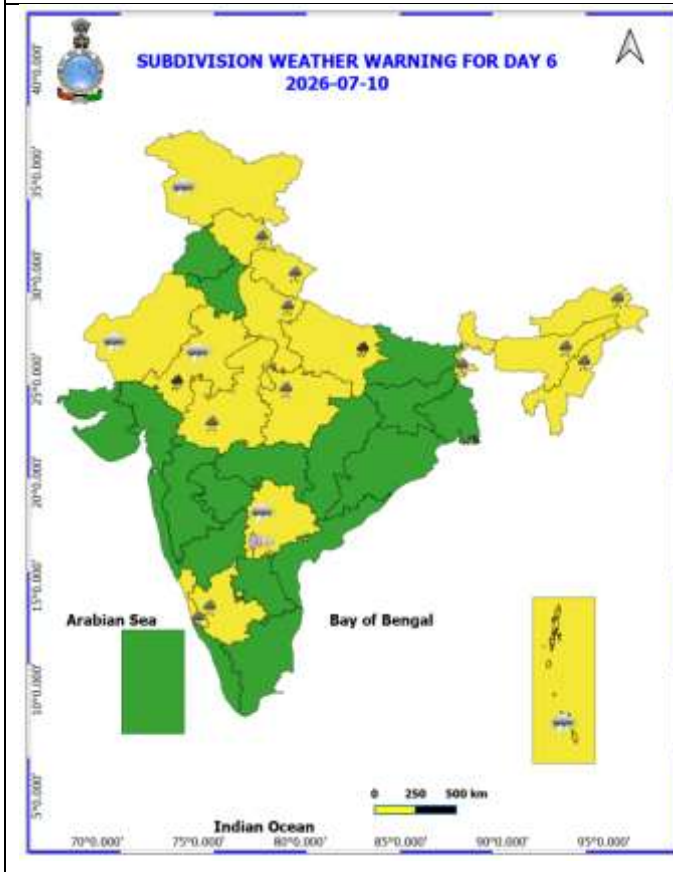 SUBDIVISION WEATHER WARNING FOR DAY 6
2026-07-10
40°0.000'
35°0.000'
30°0.000'
25°0.000'
20°0.000'
15°0.000'
10°0.000'
5°0.000'
Arabian Sea
Bay of Bengal
0 250 500 km
Indian Ocean
70°0.000' 75°0.000' 80°0.000' 85°0.000' 90°0.000' 95°0.000'